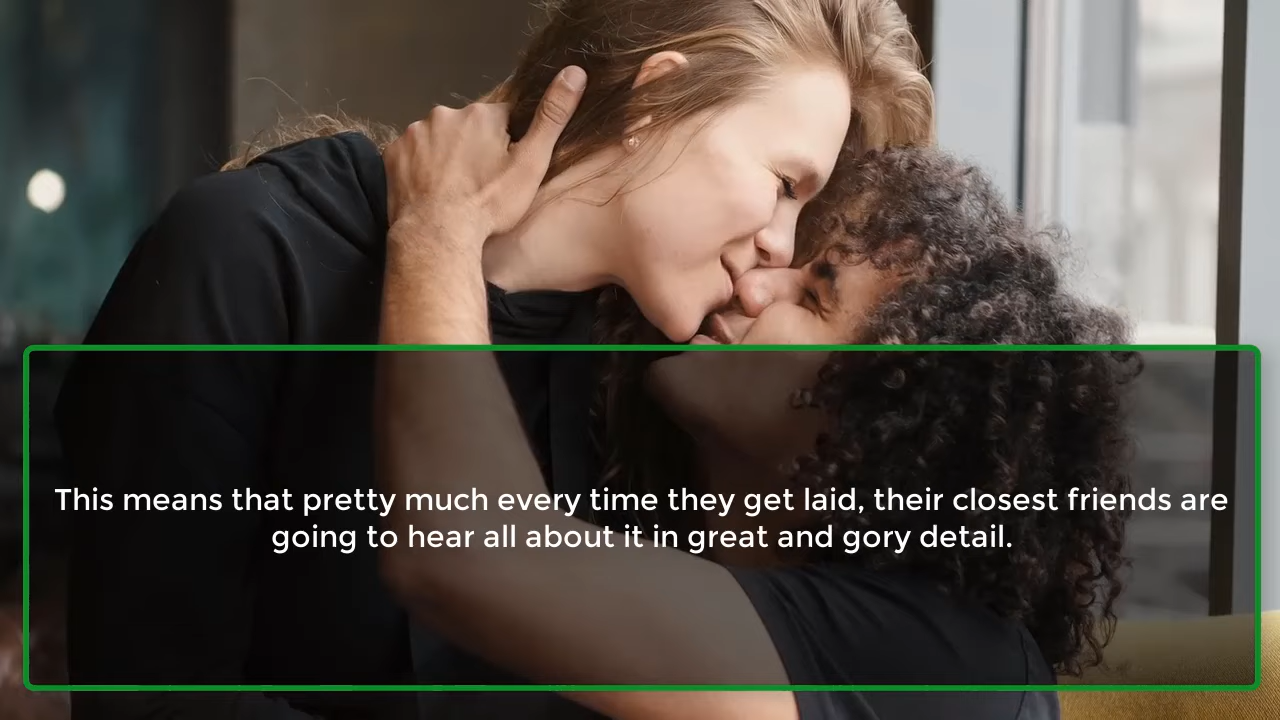 This means that pretty much every time they get laid, their closest friends are
going to hear all about it in great and gory detail.